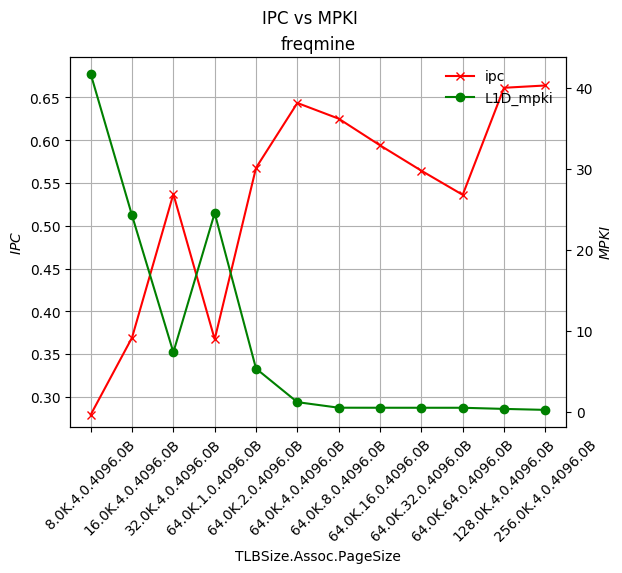 IPC vs MPKI
freqmine
ipc
L1D_mpki
0.65
0.60
0.55
0.50
0.45
0.40
0.35
0.30
IPC
40
30
20
10
0
MPKI
8.0K.4.0.4096.0B
16.0K.4.0.4096.0B
32.0K.4.0.4096.0B
64.0K.1.0.4096.0B
64.0K.2.0.4096.0B
64.0K.4.0.4096.0B
64.0K.8.0.4096.0B
64.0K.16.0.4096.0B
64.0K.32.0.4096.0B
64.0K.64.0.4096.0B
128.0K.4.0.4096.0B
256.0K.4.0.4096.0B
TLBSize.Assoc.PageSize